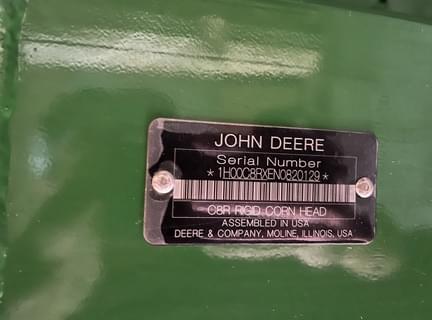 JOHN DEERE
Serial Number
*1H00C8RXEN0820129*
C8R RIGID CORN HEAD
ASSEMBLED IN USA
DEERE & COMPANY, MOLINE, ILLINOIS, USA